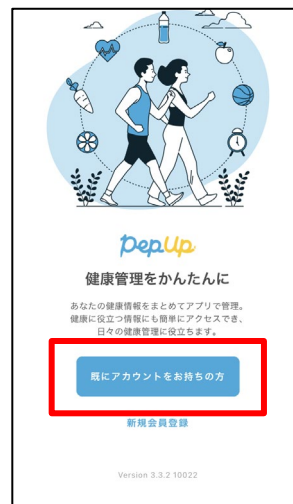 PepUp
健康管理をかんたんに
あなたの健康情報をまとめてアプリで管理。
健康に役立つ情報にも簡単にアクセスでき、
日々の健康管理に役立ちます。
既にアカウントをお持ちの方
新規会員登録
Version 3.3.2 10022